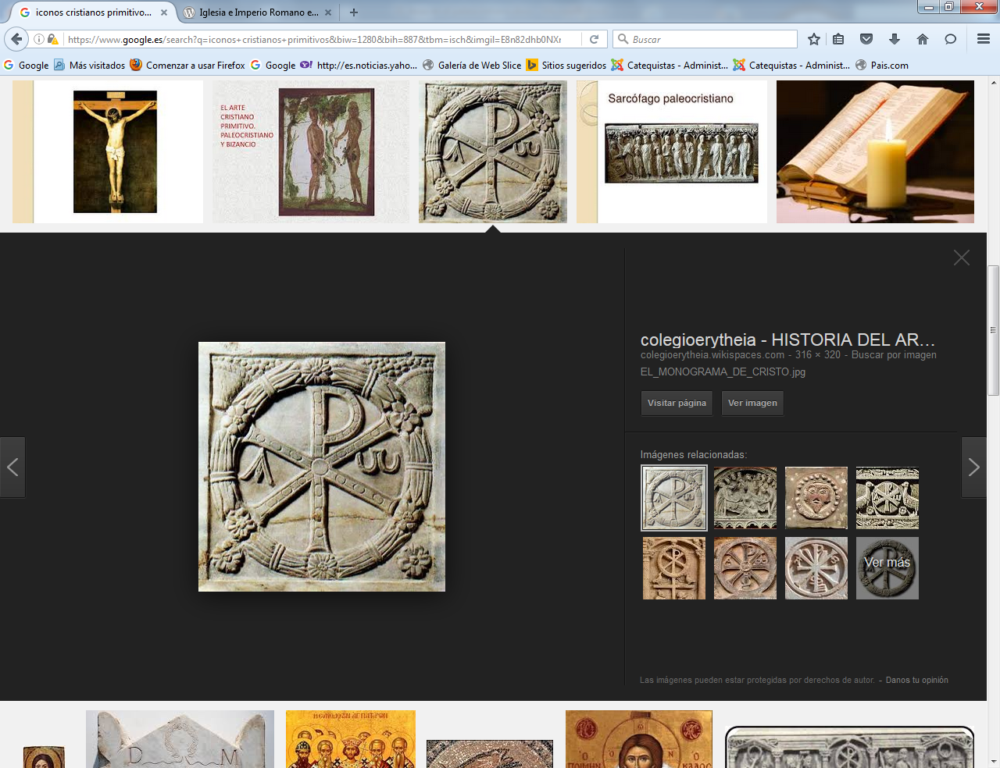 iconos cristianos primitivo...
Iglesia e Imperio Romano e...
https://www.google.es/search?q=iconos+cristianos+primitivos&biw=1280&bih=887&tbm=isch&imgil=E8n82dhb0NX
Buscar
Google
Más visitados
Comenzar a usar Firefox
Google
http://es.noticias.yaho...
Galería de Web Slice
Sitios sugeridos
Catequistas - Administ...
Catequistas - Administ...
Pais.com
EL ARTE
CRISTIANO
PRIMITIVO.
PALEOCRISTIANO
Y BIZANCIO
Sarcófago paleocristiano
colegioerytheia - HISTORIA DEL AR...
colegioerytheia.wikispaces.com - 316 × 320 - Buscar por imagen
EL_MONOGRAMA_DE_CRISTO.jpg
Visitar página
Ver imagen
Imágenes relacionadas:
Ver más
Las imágenes pueden estar protegidas por derechos de autor. - Danos tu opinión
D M